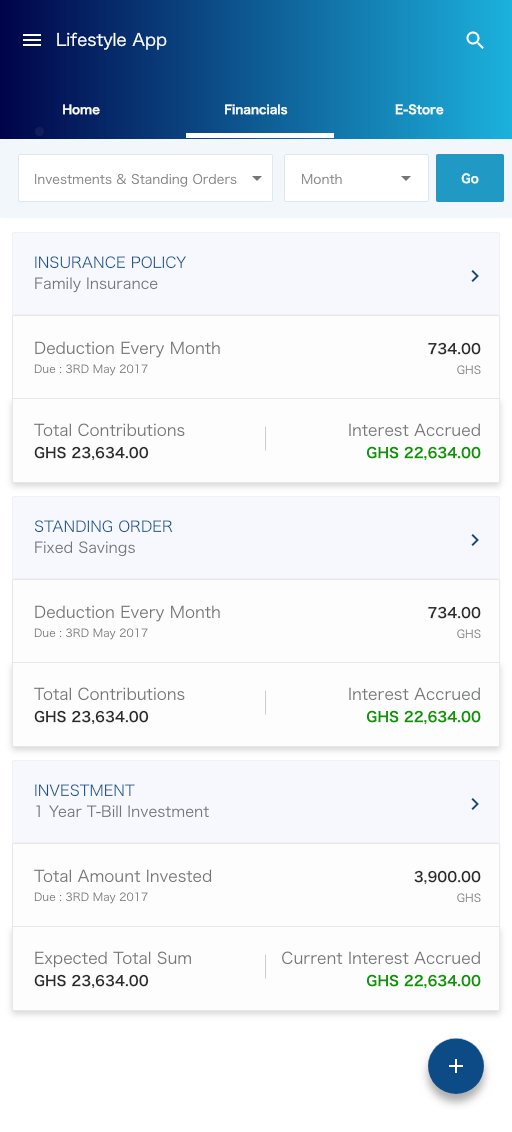 Lifestyle App
Home Financials E-Store
Investments & Standing Orders Month Go
INSURANCE POLICY
Family Insurance
Deduction Every Month 734.00
Due : 3RD May 2017 GHS
Total Contributions Interest Accrued
GHS 23,634.00 GHS 22,634.00
STANDING ORDER
Fixed Savings
Deduction Every Month 734.00
Due : 3RD May 2017 GHS
Total Contributions Interest Accrued
GHS 23,634.00 GHS 22,634.00
INVESTMENT
1 Year T-Bill Investment
Total Amount Invested 3,900.00
Due : 3RD May 2017 GHS
Expected Total Sum Current Interest Accrued
GHS 23,634.00 GHS 22,634.00